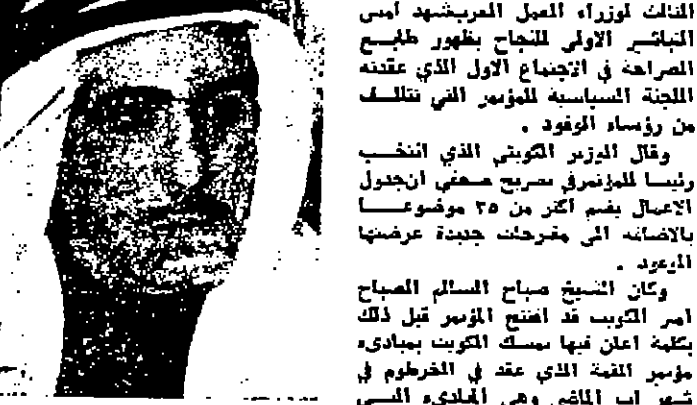 الثالث لوزراء العمل العرب شهد أمس
التباشير الاولى للنجاح بظهور طابع
الصراحة في الاجتماع الاول الذي عقدته
اللجنة السياسية للمؤتمر التي تتألف
من رؤساء الوفود .
وقال الوزير الكويتي الذي انتخب
رئيسا للمؤتمر في تصريح صحفي ان جدول
الاعمال يضم اكثر من ٢٥ موضوعا
بالاضافة الى مقترحات جديدة عرضتها
الوفود .
وكان الشيخ صباح السالم الصباح
امير الكويت قد افتتح المؤتمر قبل ذلك
بكلمة اعلن فيها تمسك الكويت بمبادىء
مؤتمر القمة الذي عقد في الخرطوم في
شهر اب الماضي وهي المبادىء التي